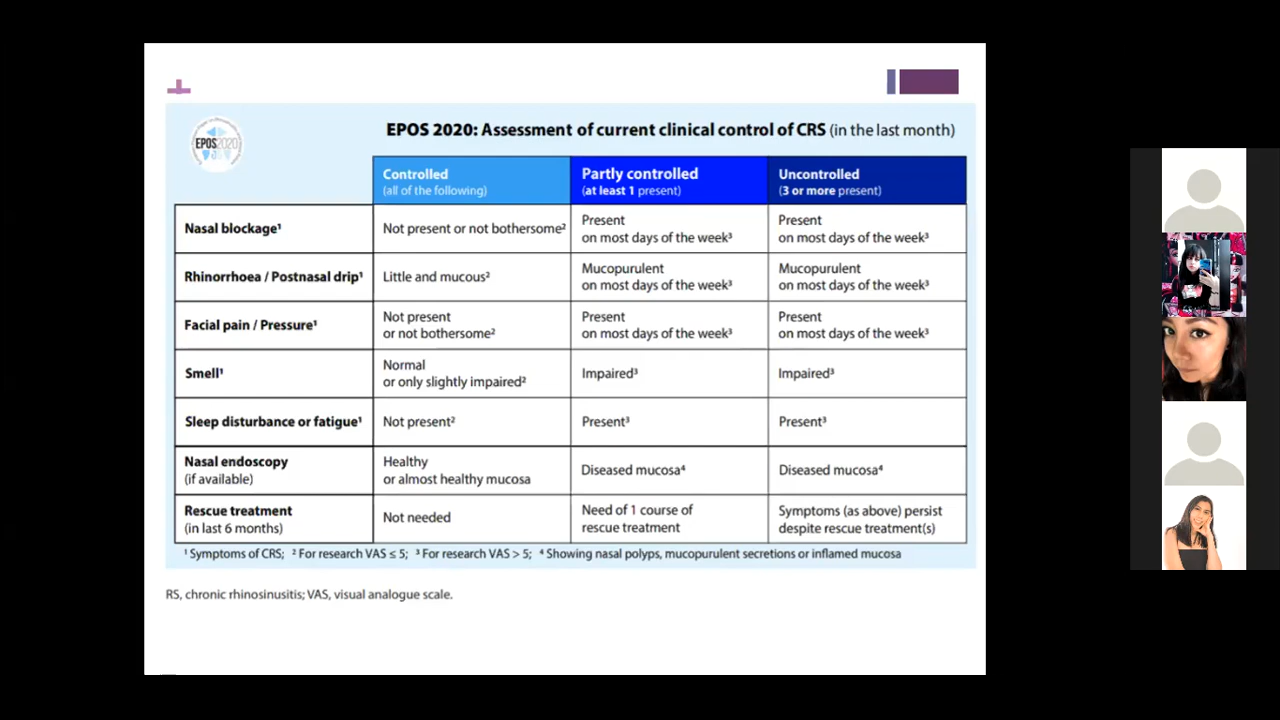 EPOS2020
EPOS 2020: Assessment of current clinical control of CRS (in the last month)
Controlled
(all of the following)
Partly controlled
(at least 1 present)
Uncontrolled
(3 or more present)
Nasal blockage¹
Not present or not bothersome²
Present
on most days of the week³
Present
on most days of the week³
Rhinorrhoea / Postnasal drip¹
Little and mucous²
Mucopurulent
on most days of the week³
Mucopurulent
on most days of the week³
Facial pain / Pressure¹
Not present
or not bothersome²
Present
on most days of the week³
Present
on most days of the week³
Smell¹
Normal
or only slightly impaired²
Impaired³
Impaired³
Sleep disturbance or fatigue¹
Not present²
Present³
Present³
Nasal endoscopy
(if available)
Healthy
or almost healthy mucosa
Diseased mucosa⁴
Diseased mucosa⁴
Rescue treatment
(in last 6 months)
Not needed
Need of 1 course of
rescue treatment
Symptoms (as above) persist
despite rescue treatment(s)
¹ Symptoms of CRS; ² For research VAS ≤ 5; ³ For research VAS > 5; ⁴ Showing nasal polyps, mucopurulent secretions or inflamed mucosa
RS, chronic rhinosinusitis; VAS, visual analogue scale.